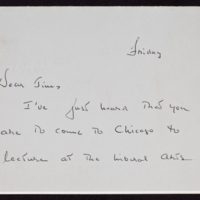 Friday
Dear Jim,
I've just heard that you
are to come to Chicago to
lecture at the Liberal Arts